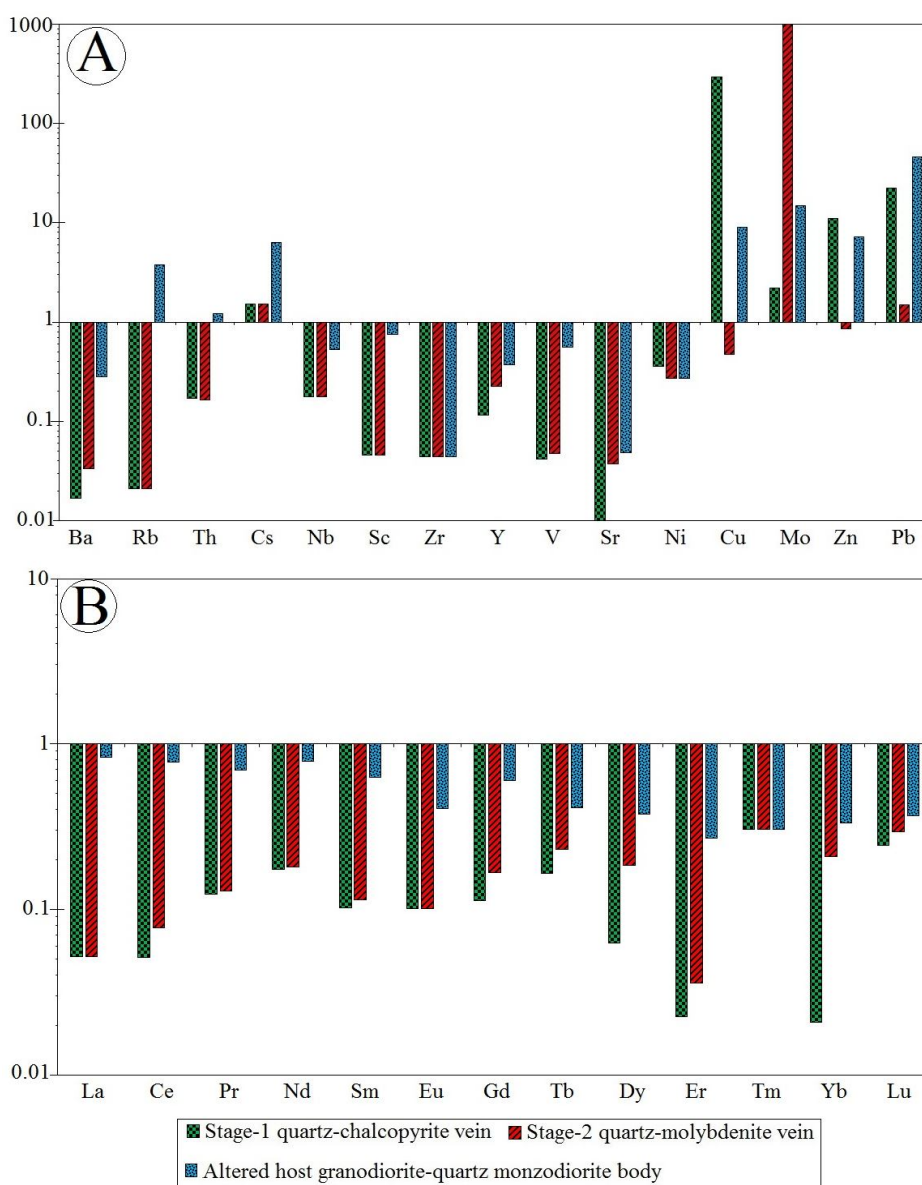 A
1000
100
10
1
0.1
0.01
Ba Rb Th Cs Nb Sc Zr Y V Sr Ni Cu Mo Zn Pb
B
10
1
0.1
0.01
La Ce Pr Nd Sm Eu Gd Tb Dy Er Tm Yb Lu
Stage-1 quartz-chalcopyrite vein Stage-2 quartz-molybdenite vein
Altered host granodiorite-quartz monzodiorite body